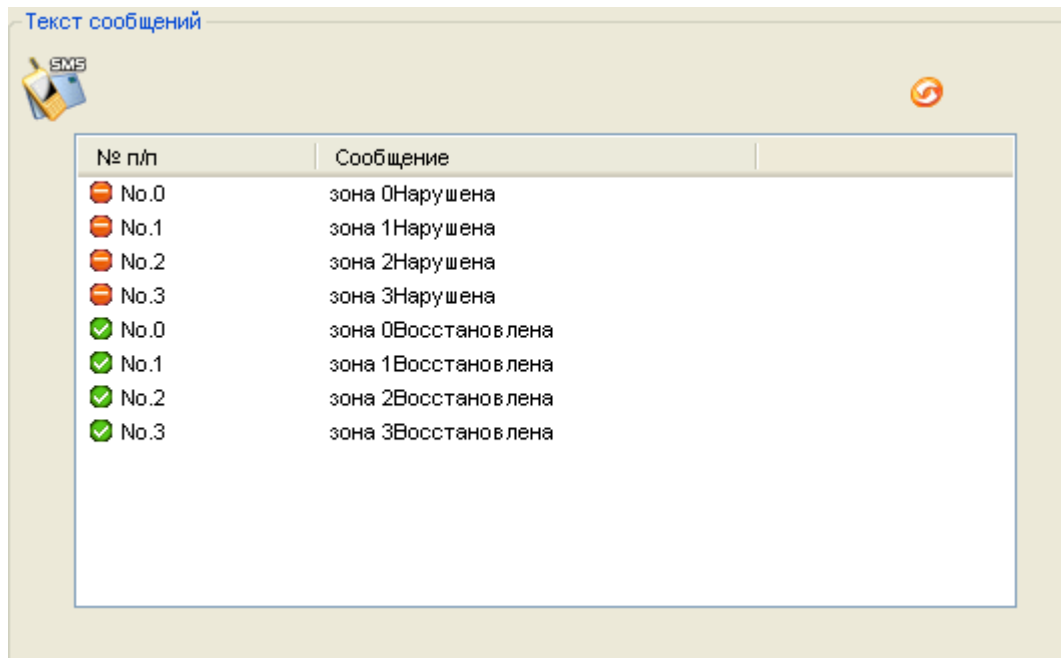 Текст сообщений
SMS
№ п/п Сообщение
No.0 зона 0Нарушена
No.1 зона 1Нарушена
No.2 зона 2Нарушена
No.3 зона 3Нарушена
No.0 зона 0Восстановлена
No.1 зона 1Восстановлена
No.2 зона 2Восстановлена
No.3 зона 3Восстановлена